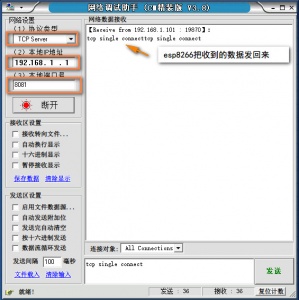 网络调试助手 (CM精装版 V3.8)
网络设置
(1) 协议类型
TCP Server
(2) 本地IP地址
192.168. 1 . 1
(3) 本地端口号
8081
断开
接收区设置
接收转向文件...
自动换行显示
十六进制显示
暂停接收显示
保存数据 清除显示
发送区设置
启用文件数据源...
自动发送附加位
发送完自动清空
按十六进制发送
数据流循环发送
发送间隔 100 毫秒
文件载入 清除输入
网络数据接收
【Receive from 192.168.1.101 : 19870】:
tcp single connecttcp single connect
esp8266把收到的数据发回来
连接对象: All Connections
tcp single connect
发送
就绪!
发送 : 36
接收 : 36
复位计数